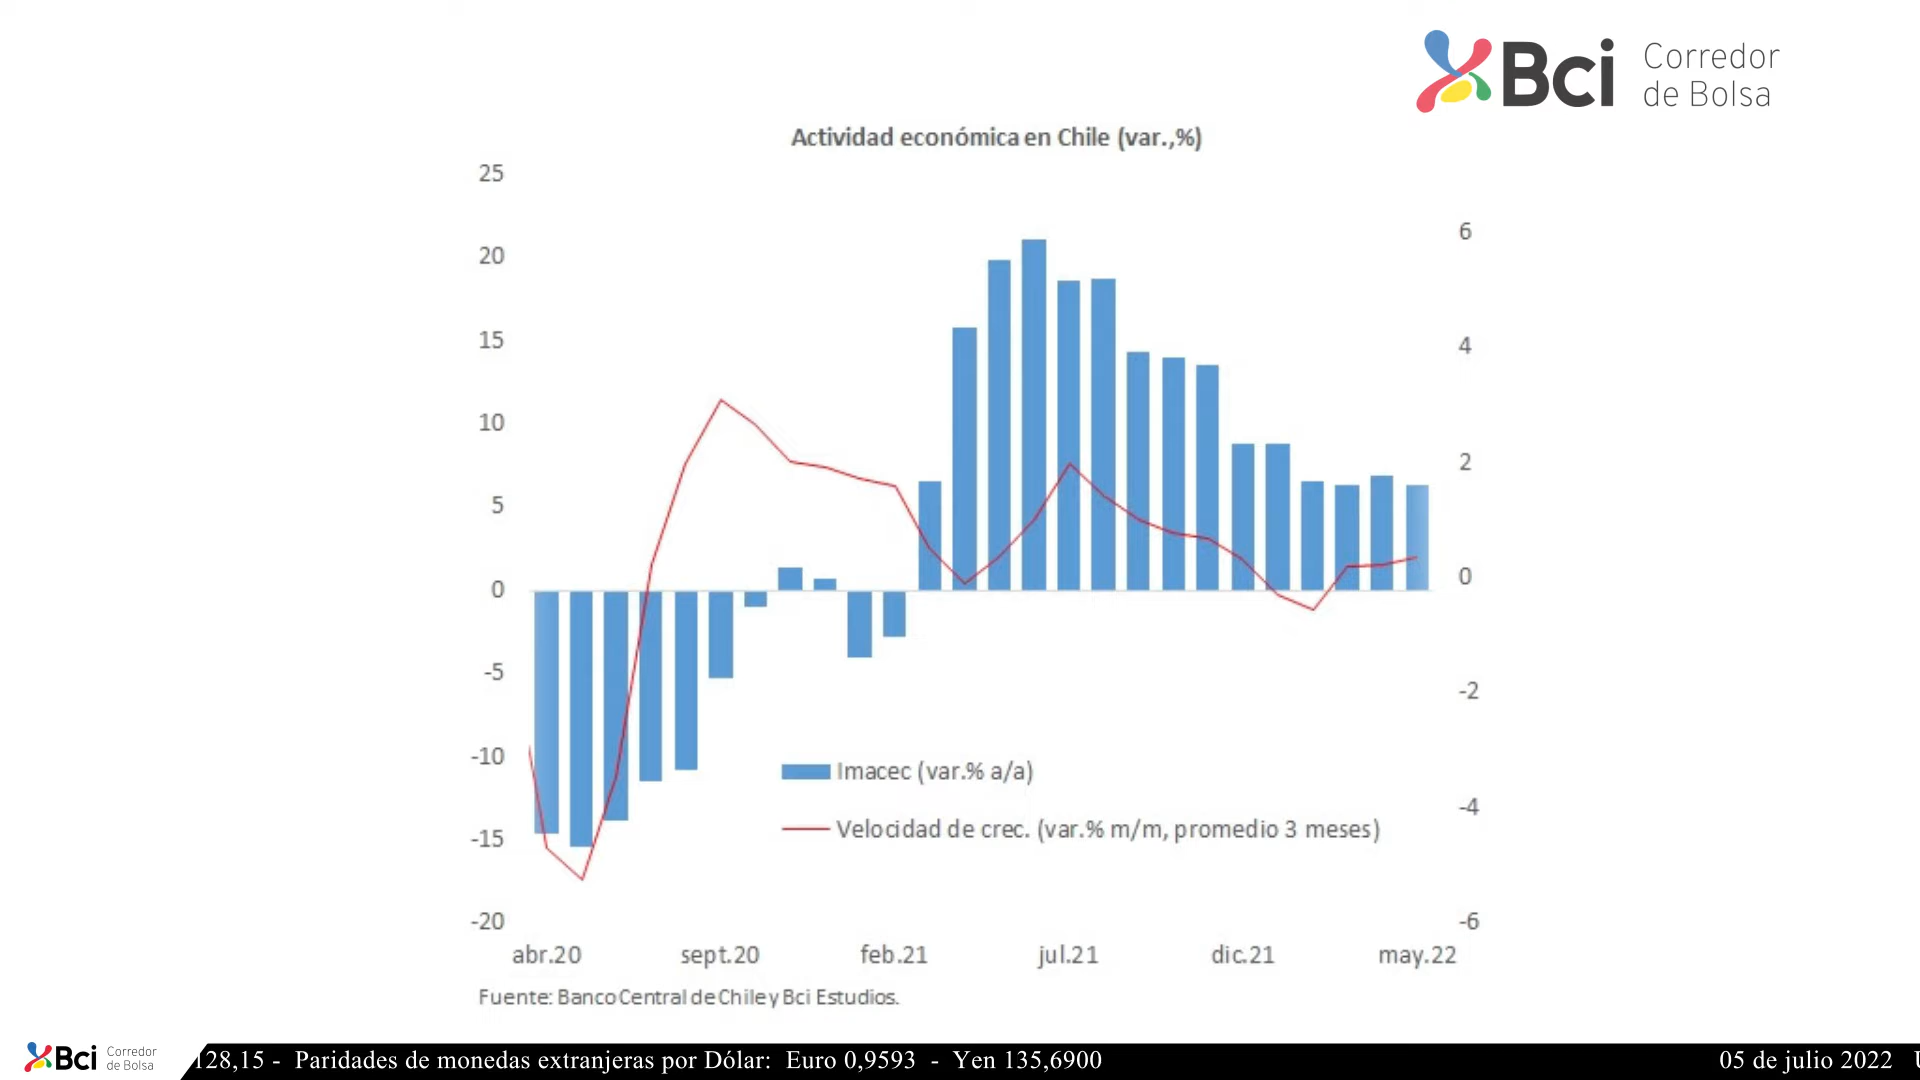 Bci Corredor
de Bolsa
Actividad económica en Chile (var.,%)
25
20
15
10
5
0
-5
-10
-15
-20
6
4
2
0
-2
-4
-6
Imacec (var.% a/a)
Velocidad de crec. (var.% m/m, promedio 3 meses)
abr.20 sept.20 feb.21 jul.21 dic.21 may.22
Fuente: Banco Central de Chile y Bci Estudios.
Bci Corredor
de Bolsa
128,15 - Paridades de monedas extranjeras por Dólar: Euro 0,9593 - Yen 135,6900 05 de julio 2022